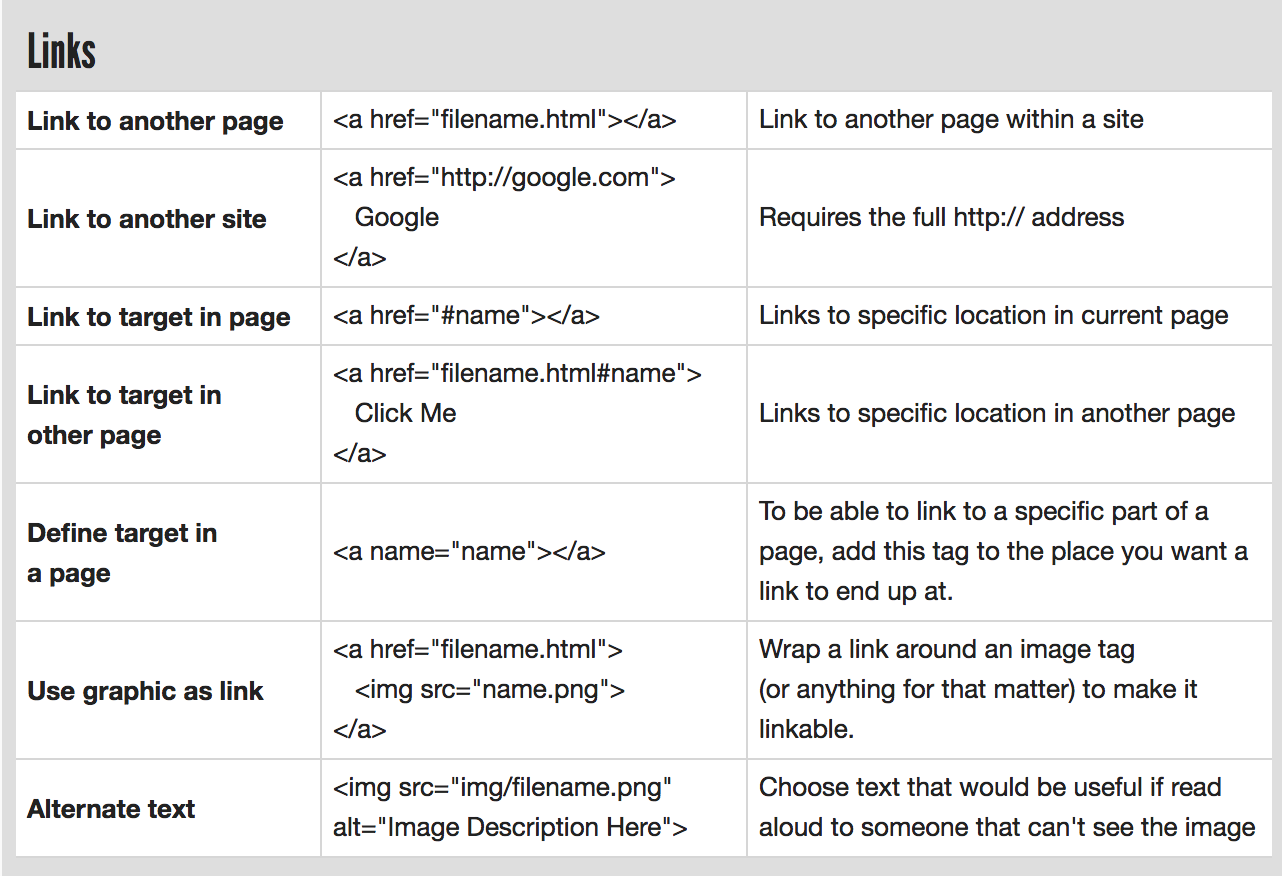 Links
Link to another page
<a href="filename.html"></a>
Link to another page within a site
Link to another site
<a href="http://google.com">
Google
</a>
Requires the full http:// address
Link to target in page
<a href="#name"></a>
Links to specific location in current page
Link to target in
other page
<a href="filename.html#name">
Click Me
</a>
Links to specific location in another page
Define target in
a page
<a name="name"></a>
To be able to link to a specific part of a
page, add this tag to the place you want a
link to end up at.
Use graphic as link
<a href="filename.html">
<img src="name.png">
</a>
Wrap a link around an image tag
(or anything for that matter) to make it
linkable.
Alternate text
<img src="img/filename.png"
alt="Image Description Here">
Choose text that would be useful if read
aloud to someone that can't see the image